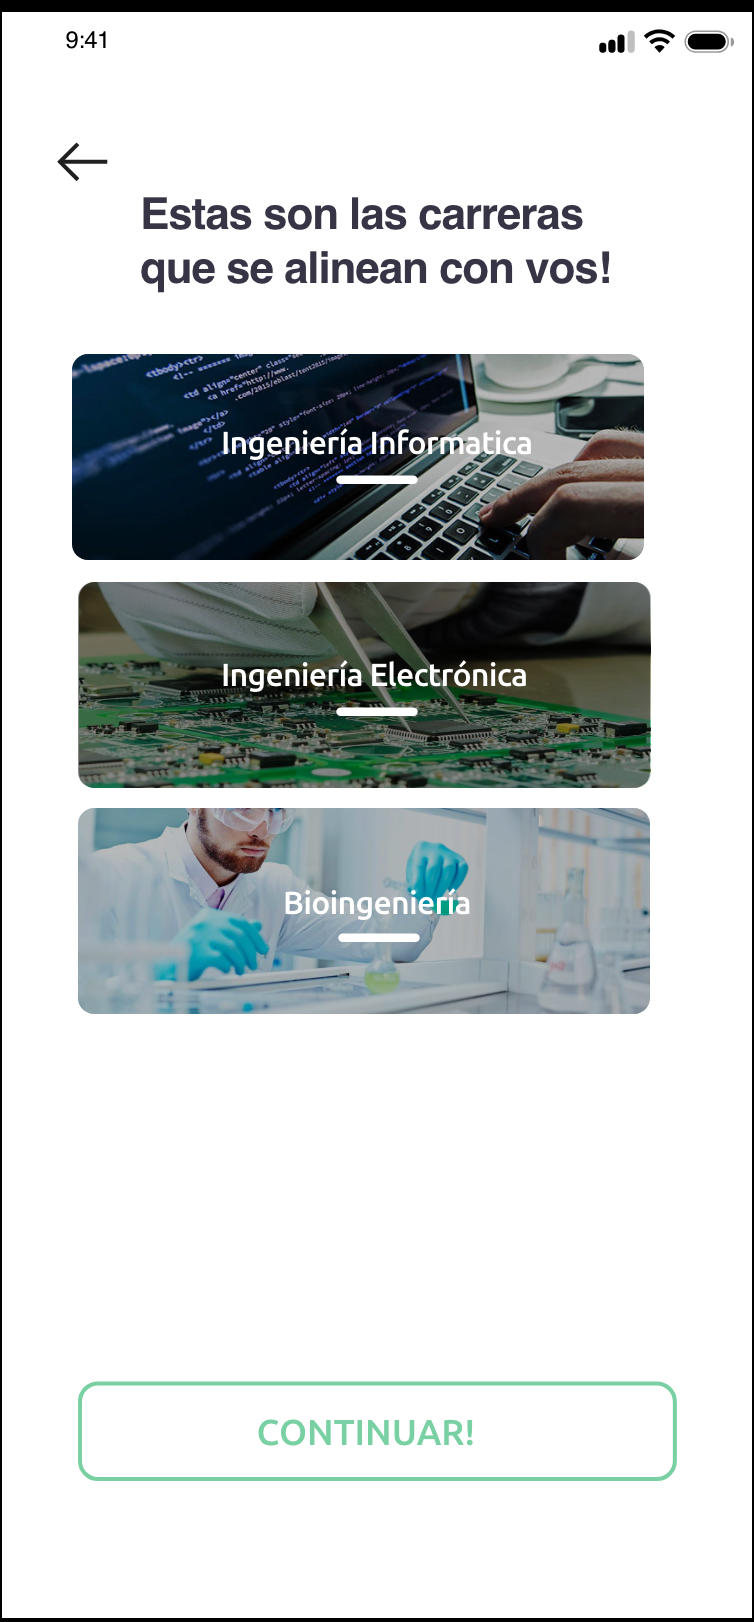 9:41
Estas son las carreras
que se alinean con vos!
Ingeniería Informatica
Ingeniería Electrónica
Bioingeniería
CONTINUAR!